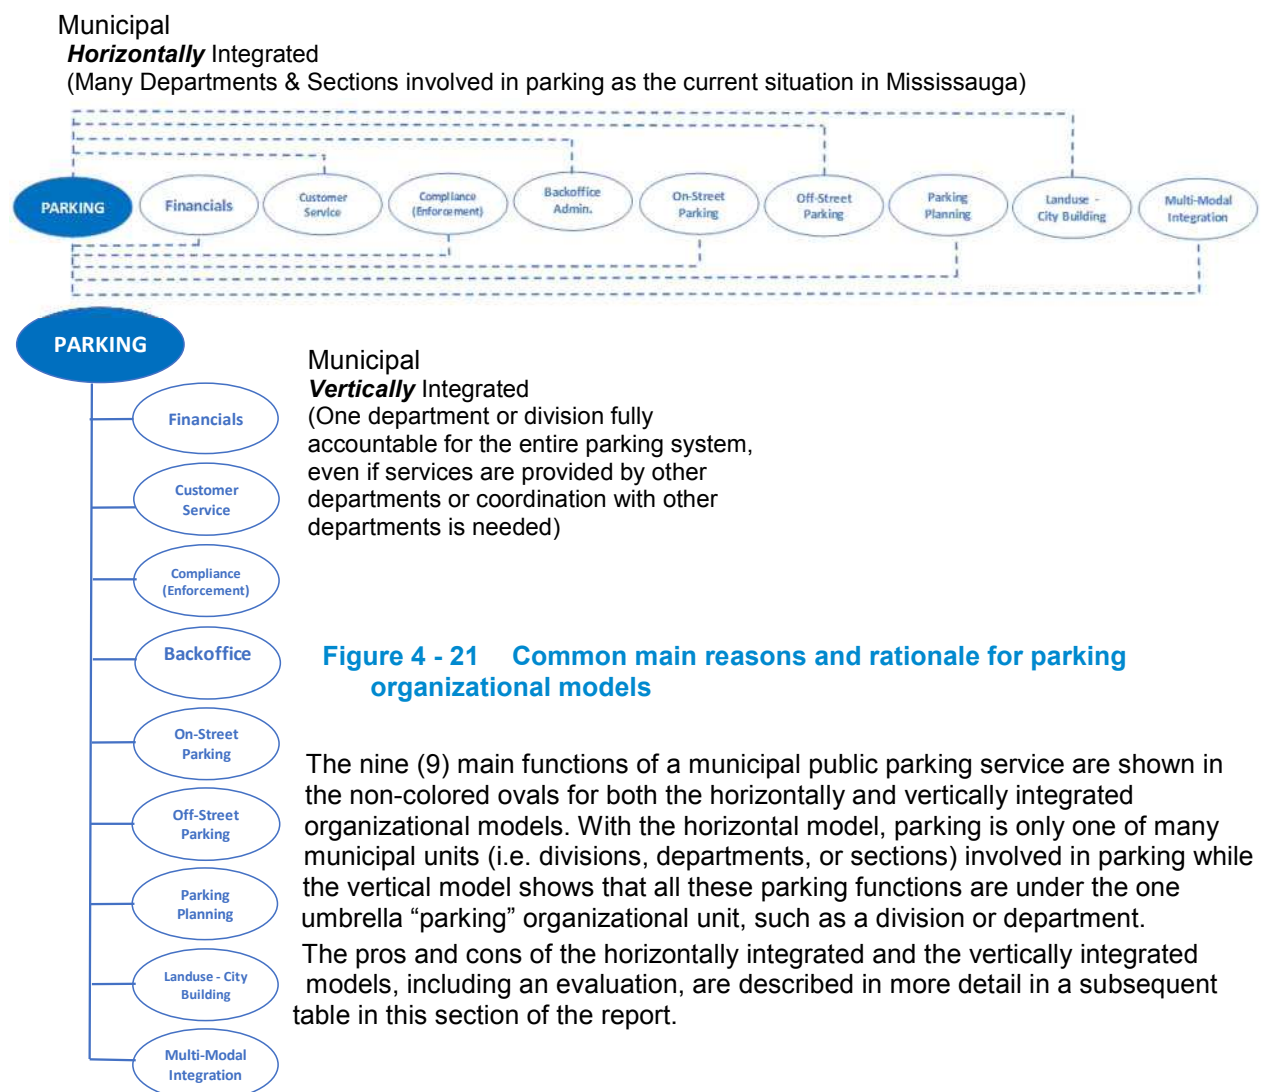 Municipal
Horizontally Integrated
(Many Departments & Sections involved in parking as the current situation in Mississauga)
PARKING
Financials
Customer
Service
Compliance
(Enforcement)
Backoffice
Admin.
On-Street
Parking
Off-Street
Parking
Parking
Planning
Landuse -
City Building
Multi-Modal
Integration
PARKING
Financials
Customer
Service
Compliance
(Enforcement)
Backoffice
On-Street
Parking
Off-Street
Parking
Parking
Planning
Landuse - City
Building
Multi-Modal
Integration
Municipal
Vertically Integrated
(One department or division fully
accountable for the entire parking system,
even if services are provided by other
departments or coordination with other
departments is needed)
Figure 4 - 21 Common main reasons and rationale for parking
organizational models
The nine (9) main functions of a municipal public parking service are shown in
the non-colored ovals for both the horizontally and vertically integrated
organizational models. With the horizontal model, parking is only one of many
municipal units (i.e. divisions, departments, or sections) involved in parking while
the vertical model shows that all these parking functions are under the one
umbrella “parking” organizational unit, such as a division or department.
The pros and cons of the horizontally integrated and the vertically integrated
models, including an evaluation, are described in more detail in a subsequent
table in this section of the report.